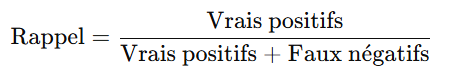 Rappel = Vrais positifs / Vrais positifs + Faux négatifs